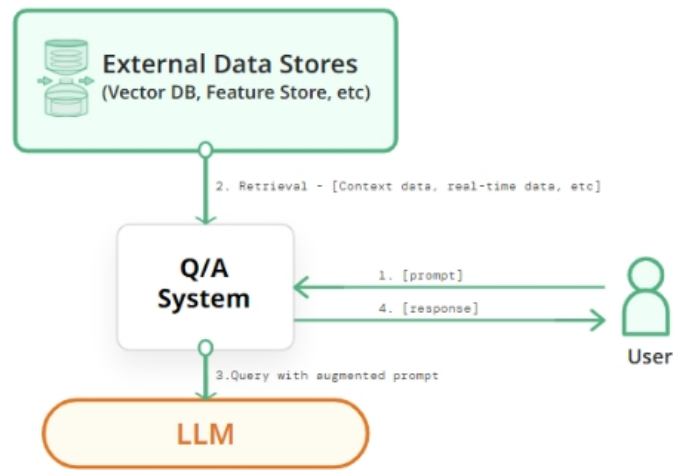 External Data Stores
(Vector DB, Feature Store, etc)
2. Retrieval - [Context data, real-time data, etc]
Q/A
System
1. [prompt]
4. [response]
User
3.Query with augmented prompt
LLM